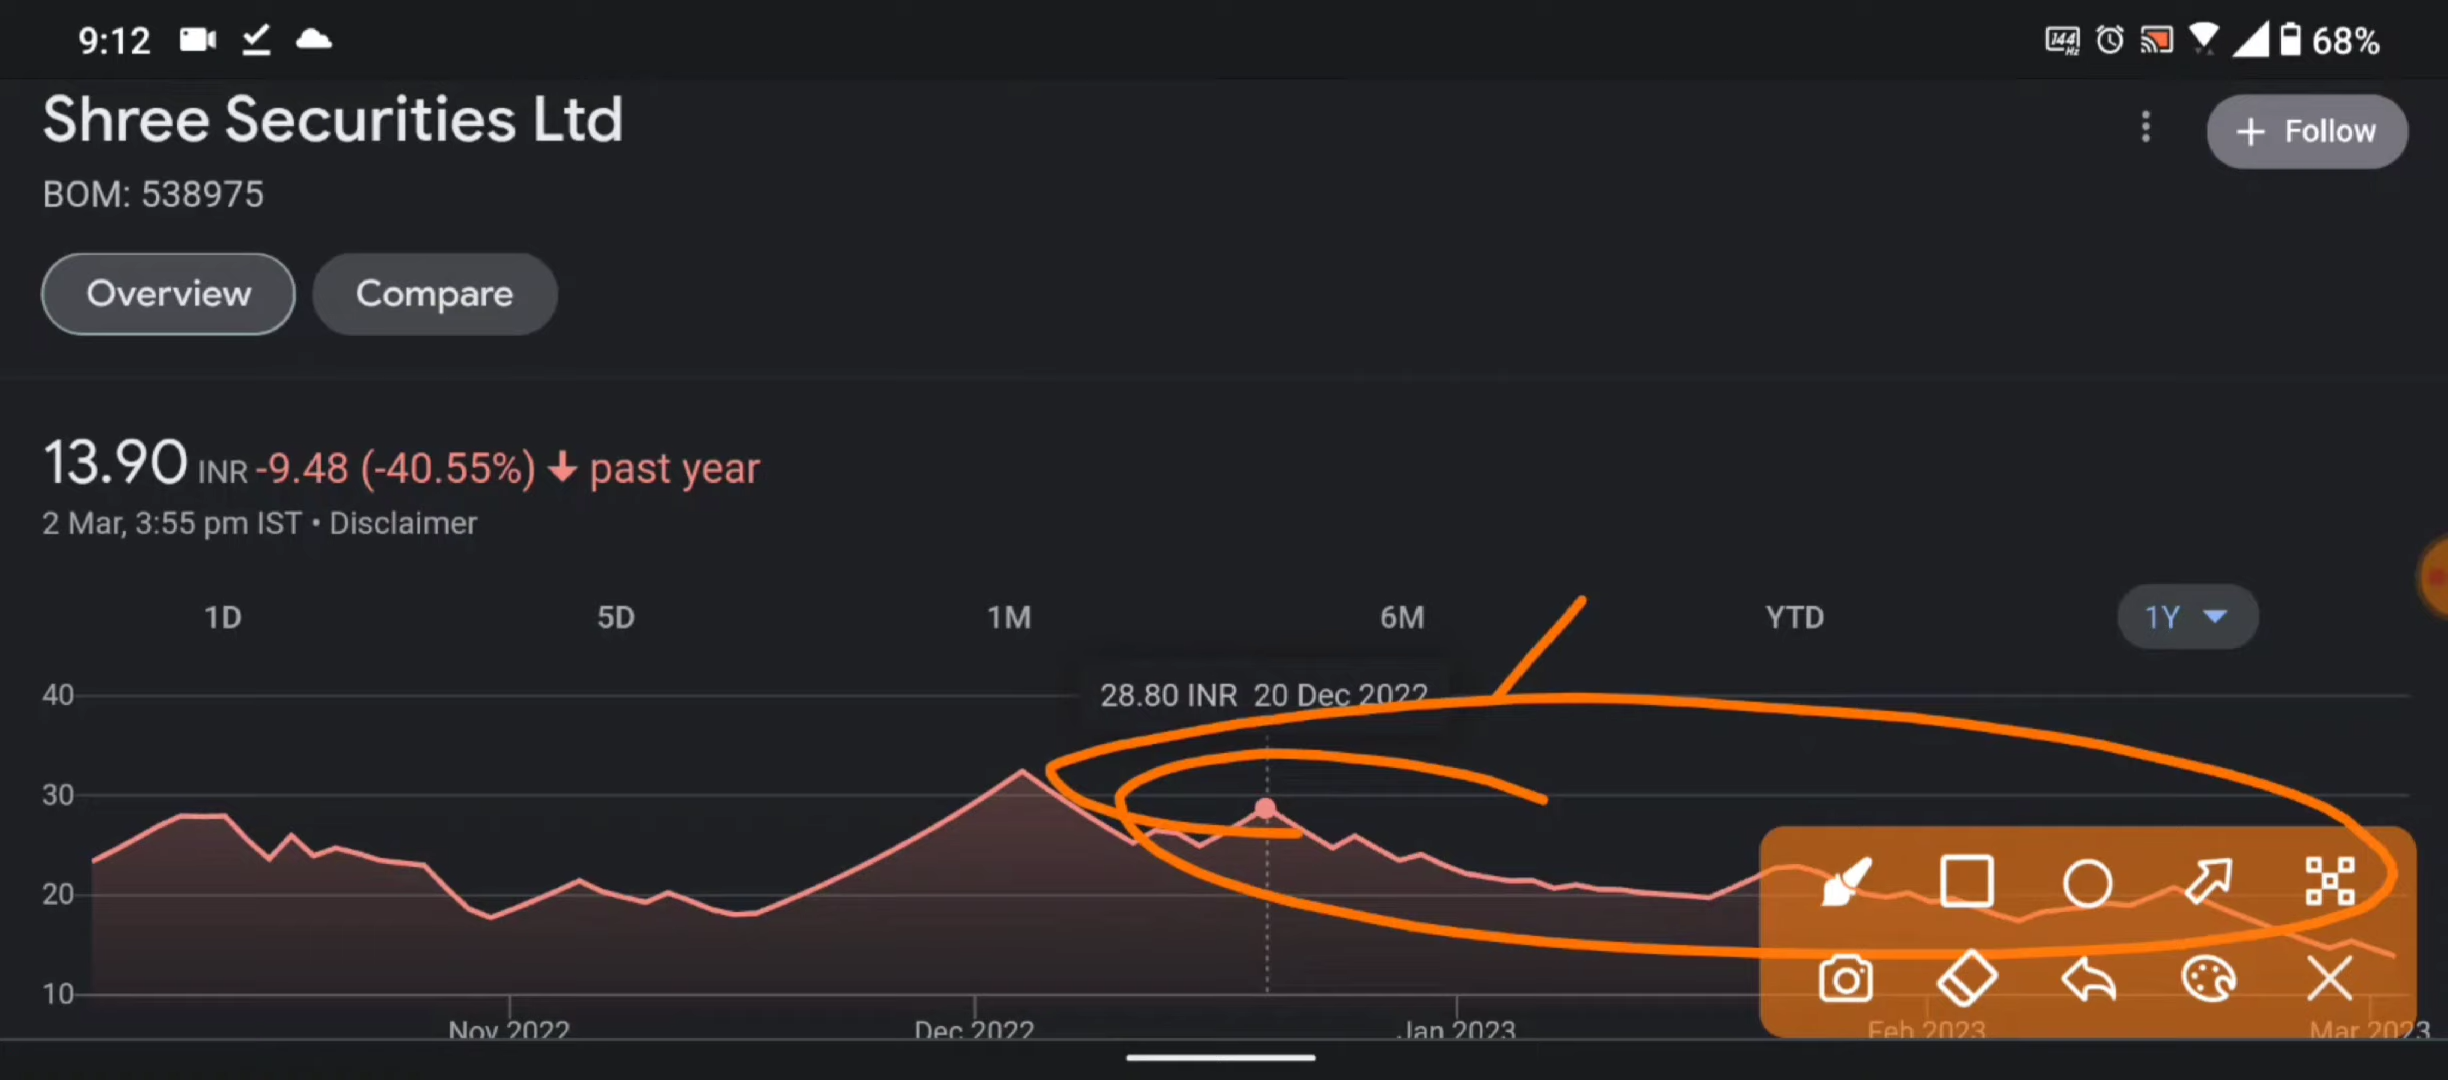 9:12
144 Hz
68%
Shree Securities Ltd
+ Follow
BOM: 538975
Overview
Compare
13.90 INR -9.48 (-40.55%) ↓ past year
2 Mar, 3:55 pm IST • Disclaimer
1D 5D 1M 6M YTD 1Y
28.80 INR 20 Dec 2022
40
30
20
10
Nov 2022 Dec 2022 Jan 2023 Feb 2023 Mar 2023